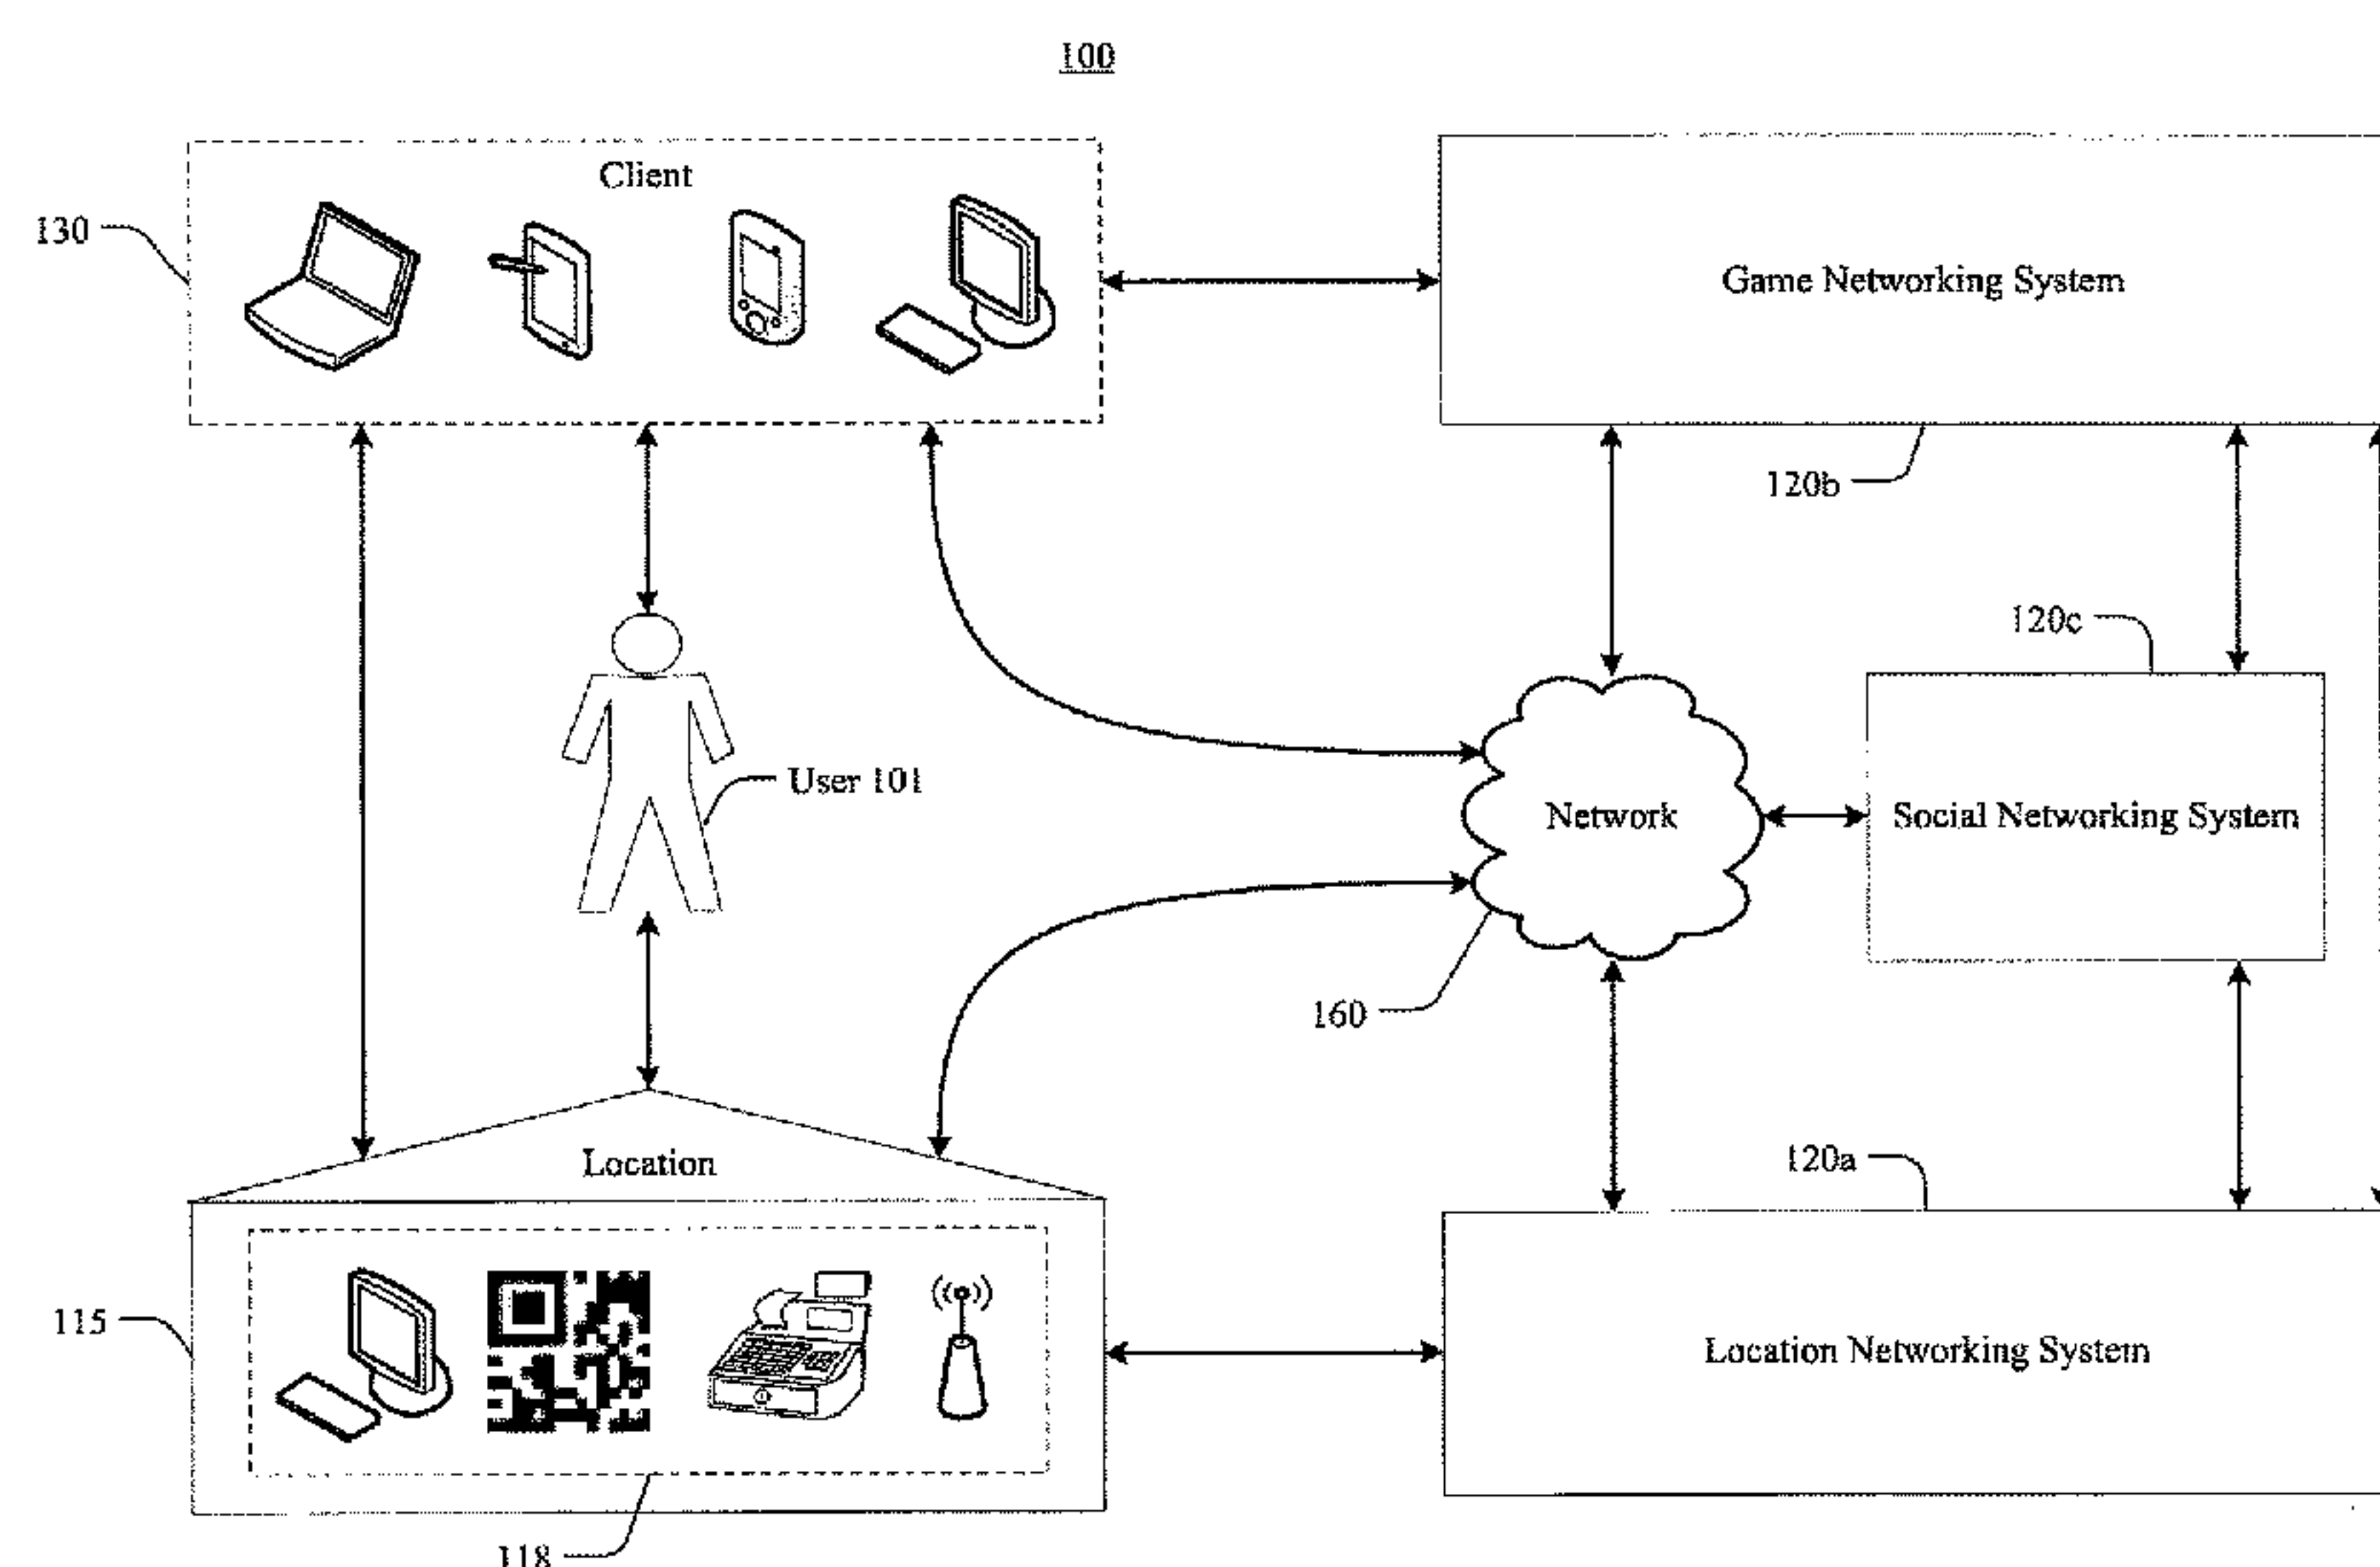 100
Client
130
Game Networking System
120b
120c
User 101
Network
Social Networking System
160
Location
120a
115
Location Networking System
118